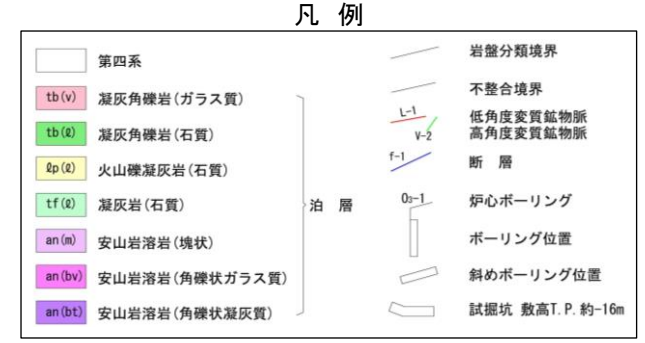 凡 例
第四系
tb(v) 凝灰角礫岩(ガラス質)
tb(ℓ) 凝灰角礫岩(石質)
ℓp(ℓ) 火山礫凝灰岩(石質)
tf(ℓ) 凝灰岩(石質)
an(m) 安山岩溶岩(塊状)
an(bv) 安山岩溶岩(角礫状ガラス質)
an(bt) 安山岩溶岩(角礫状凝灰質)
泊 層
岩盤分類境界
不整合境界
L-1 低角度変質鉱物脈
V-2 高角度変質鉱物脈
f-1 断 層
O₃-1 炉心ボーリング
ボーリング位置
斜めボーリング位置
試掘坑 敷高T.P.約-16m